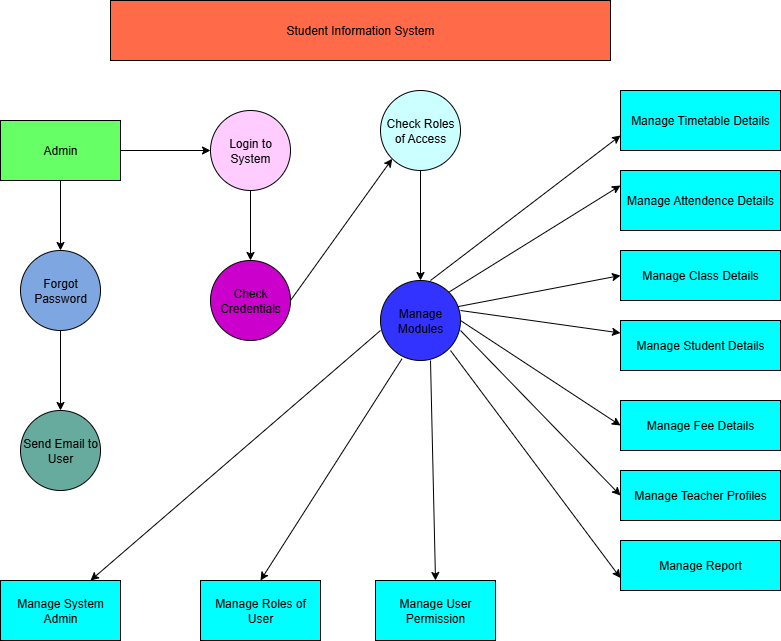 Student Information System
Admin
Login to
System
Check Roles
of Access
Manage Timetable Details
Manage Attendence Details
Forgot
Password
Check
Credentials
Manage
Modules
Manage Class Details
Manage Student Details
Send Email to
User
Manage Fee Details
Manage Teacher Profiles
Manage Report
Manage System
Admin
Manage Roles of
User
Manage User
Permission